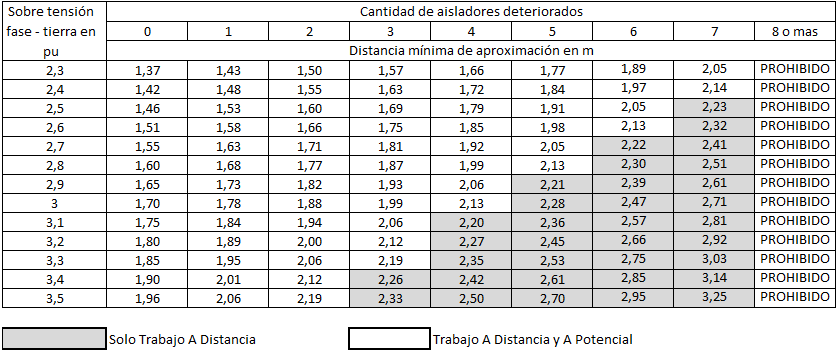 Sobre tensión fase - tierra en pu Cantidad de aisladores deteriorados
0 1 2 3 4 5 6 7 8 o mas
Distancia mínima de aproximación en m
2,3 1,37 1,43 1,50 1,57 1,66 1,77 1,89 2,05 PROHIBIDO
2,4 1,42 1,48 1,55 1,63 1,72 1,84 1,97 2,14 PROHIBIDO
2,5 1,46 1,53 1,60 1,69 1,79 1,91 2,05 2,23 PROHIBIDO
2,6 1,51 1,58 1,66 1,75 1,85 1,98 2,13 2,32 PROHIBIDO
2,7 1,55 1,63 1,71 1,81 1,92 2,05 2,22 2,41 PROHIBIDO
2,8 1,60 1,68 1,77 1,87 1,99 2,13 2,30 2,51 PROHIBIDO
2,9 1,65 1,73 1,82 1,93 2,06 2,21 2,39 2,61 PROHIBIDO
3 1,70 1,78 1,88 1,99 2,13 2,28 2,47 2,71 PROHIBIDO
3,1 1,75 1,84 1,94 2,06 2,20 2,36 2,57 2,81 PROHIBIDO
3,2 1,80 1,89 2,00 2,12 2,27 2,45 2,66 2,92 PROHIBIDO
3,3 1,85 1,95 2,06 2,19 2,35 2,53 2,75 3,03 PROHIBIDO
3,4 1,90 2,01 2,12 2,26 2,42 2,61 2,85 3,14 PROHIBIDO
3,5 1,96 2,06 2,19 2,33 2,50 2,70 2,95 3,25 PROHIBIDO
Solo Trabajo A Distancia Trabajo A Distancia y A Potencial